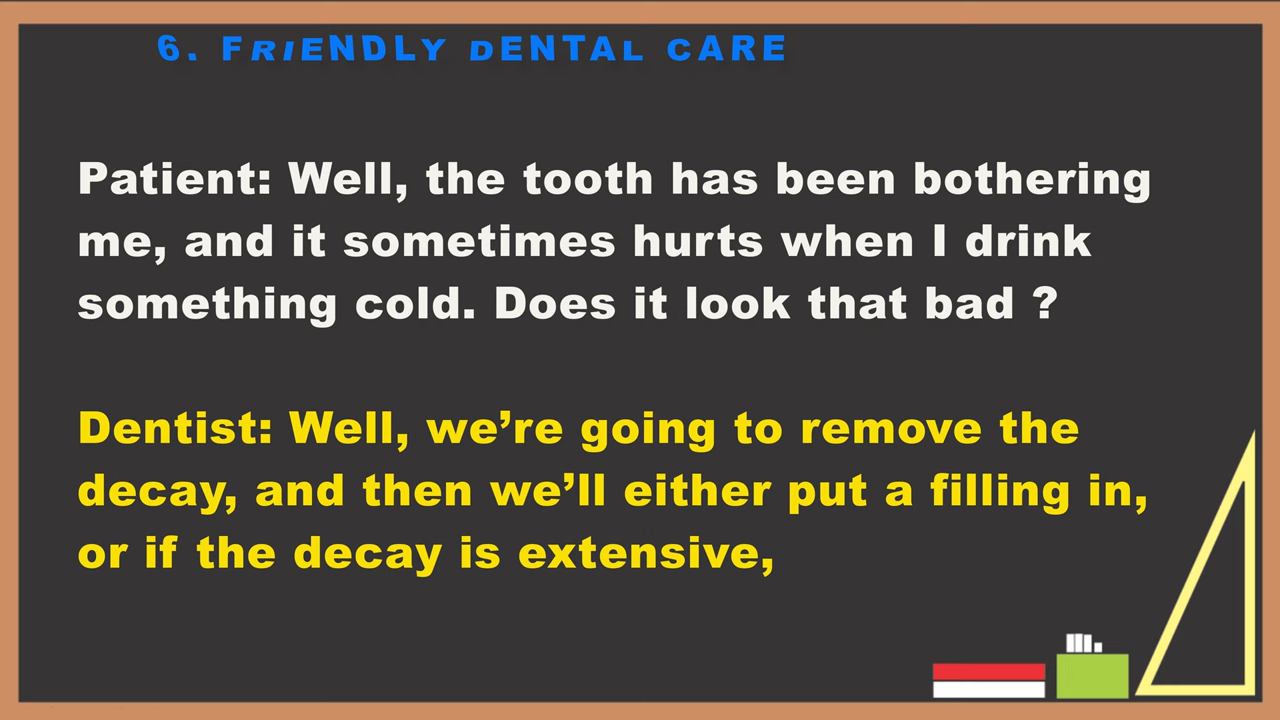 6. FRIENDLY DENTAL CARE
Patient: Well, the tooth has been bothering
me, and it sometimes hurts when I drink
something cold. Does it look that bad ?
Dentist: Well, we’re going to remove the
decay, and then we’ll either put a filling in,
or if the decay is extensive,